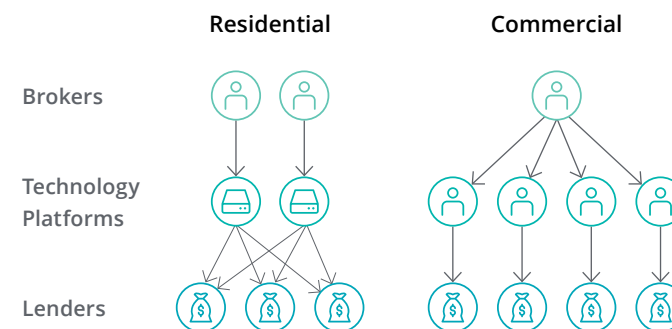 Residential
Commercial
Brokers
Technology
Platforms
Lenders
$ $ $ $ $ $ $